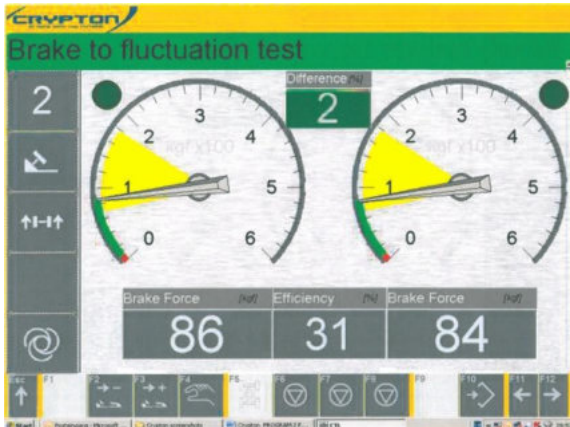 CRYPTON
Brake to fluctuation test
2
Difference [%]
2
kgf x100
0
1
2
3
4
5
6
kgf x100
0
1
2
3
4
5
6
Brake Force [kgf] Efficiency [%] Brake Force [kgf]
86 31 84
Esc F1 F2 F3 F4 F5 F6 F7 F8 F9 F10 F11 F12
Start